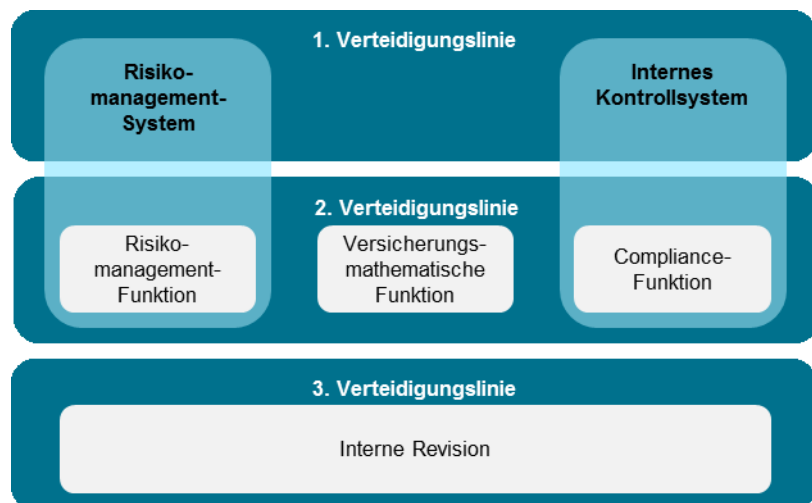 1. Verteidigungslinie
Risiko-
management-
System
Internes
Kontrollsystem
2. Verteidigungslinie
Risiko-
management-
Funktion
Versicherungs-
mathematische
Funktion
Compliance-
Funktion
3. Verteidigungslinie
Interne Revision